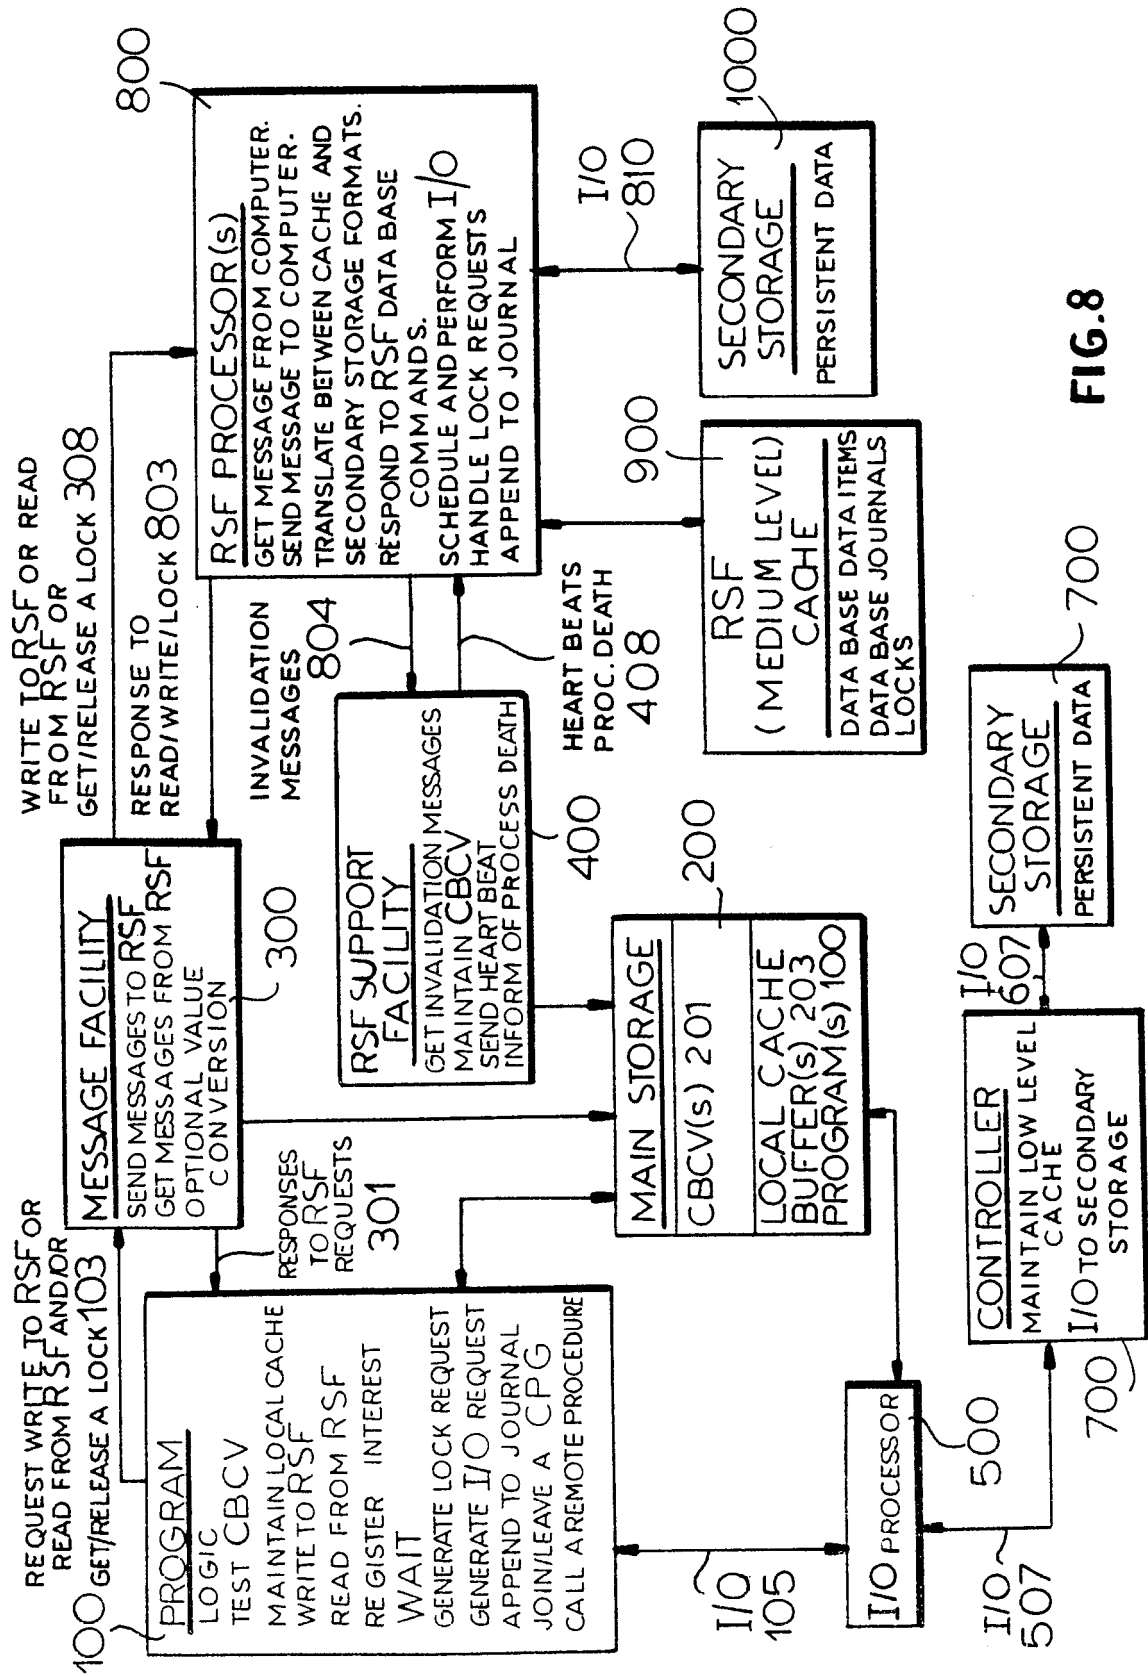 REQUEST WRITE TO RSF OR
READ FROM RSF AND/OR
GET/RELEASE A LOCK 103
100
PROGRAM
LOGIC
TEST CBCV
MAINTAIN LOCAL CACHE
WRITE TO RSF
READ FROM RSF
REGISTER INTEREST
WAIT
GENERATE LOCK REQUEST
GENERATE I/O REQUEST
APPEND TO JOURNAL
JOIN/LEAVE A CPG
CALL A REMOTE PROCEDURE
MESSAGE FACILITY
SEND MESSAGES TO RSF
GET MESSAGES FROM RSF
OPTIONAL VALUE
CONVERSION
300
RESPONSES
TO RSF
REQUESTS
301
WRITE TO RSF OR READ
FROM RSF OR
GET/RELEASE A LOCK 308
RESPONSE TO
READ/WRITE/LOCK 803
INVALIDATION
MESSAGES
804
RSF SUPPORT
FACILITY
GET INVALIDATION MESSAGES
MAINTAIN CBCV
SEND HEART BEAT
INFORM OF PROCESS DEATH
400
HEART BEATS
PROC. DEATH
408
800
RSF PROCESSOR(s)
GET MESSAGE FROM COMPUTER.
SEND MESSAGE TO COMPUTER.
TRANSLATE BETWEEN CACHE AND
SECONDARY STORAGE FORMATS.
RESPOND TO RSF DATA BASE
COMMANDS.
SCHEDULE AND PERFORM I/O
HANDLE LOCK REQUESTS
APPEND TO JOURNAL
MAIN STORAGE
200
CBCV(s) 201
LOCAL CACHE
BUFFER(s) 203
PROGRAM(s) 100
900
RSF
(MEDIUM LEVEL)
CACHE
DATA BASE DATA ITEMS
DATA BASE JOURNALS
LOCKS
I/O
810
1000
SECONDARY
STORAGE
PERSISTENT DATA
I/O
105
I/O PROCESSOR
500
I/O
507
CONTROLLER
MAINTAIN LOW LEVEL
CACHE
I/O TO SECONDARY
STORAGE
700
I/O
607
SECONDARY
STORAGE
PERSISTENT DATA
700
FIG.8